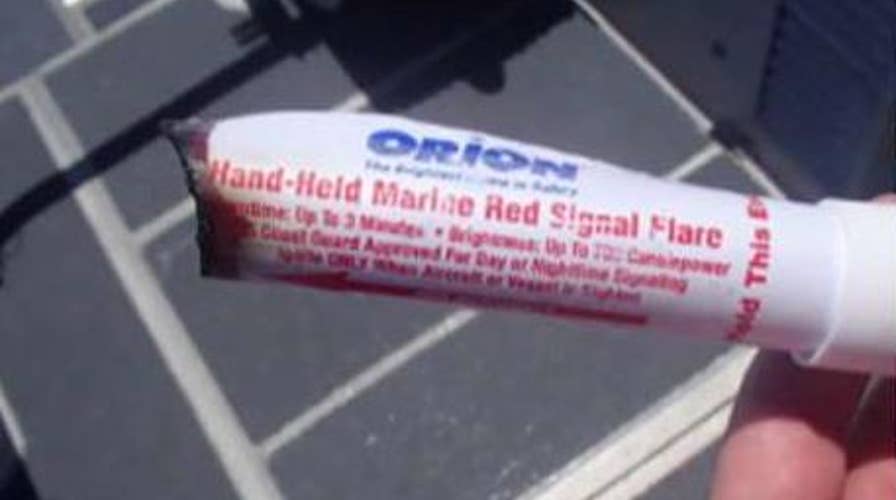 ORION
The Brightest Name in Safety
Hand-Held Marine Red Signal Flare
Up To 3 Minutes • Brightness: Up To 700 Candlepower
Coast Guard Approved For Day or Nighttime Signaling
Ignite ONLY When Aircraft or Vessel is Sighted
Hold This